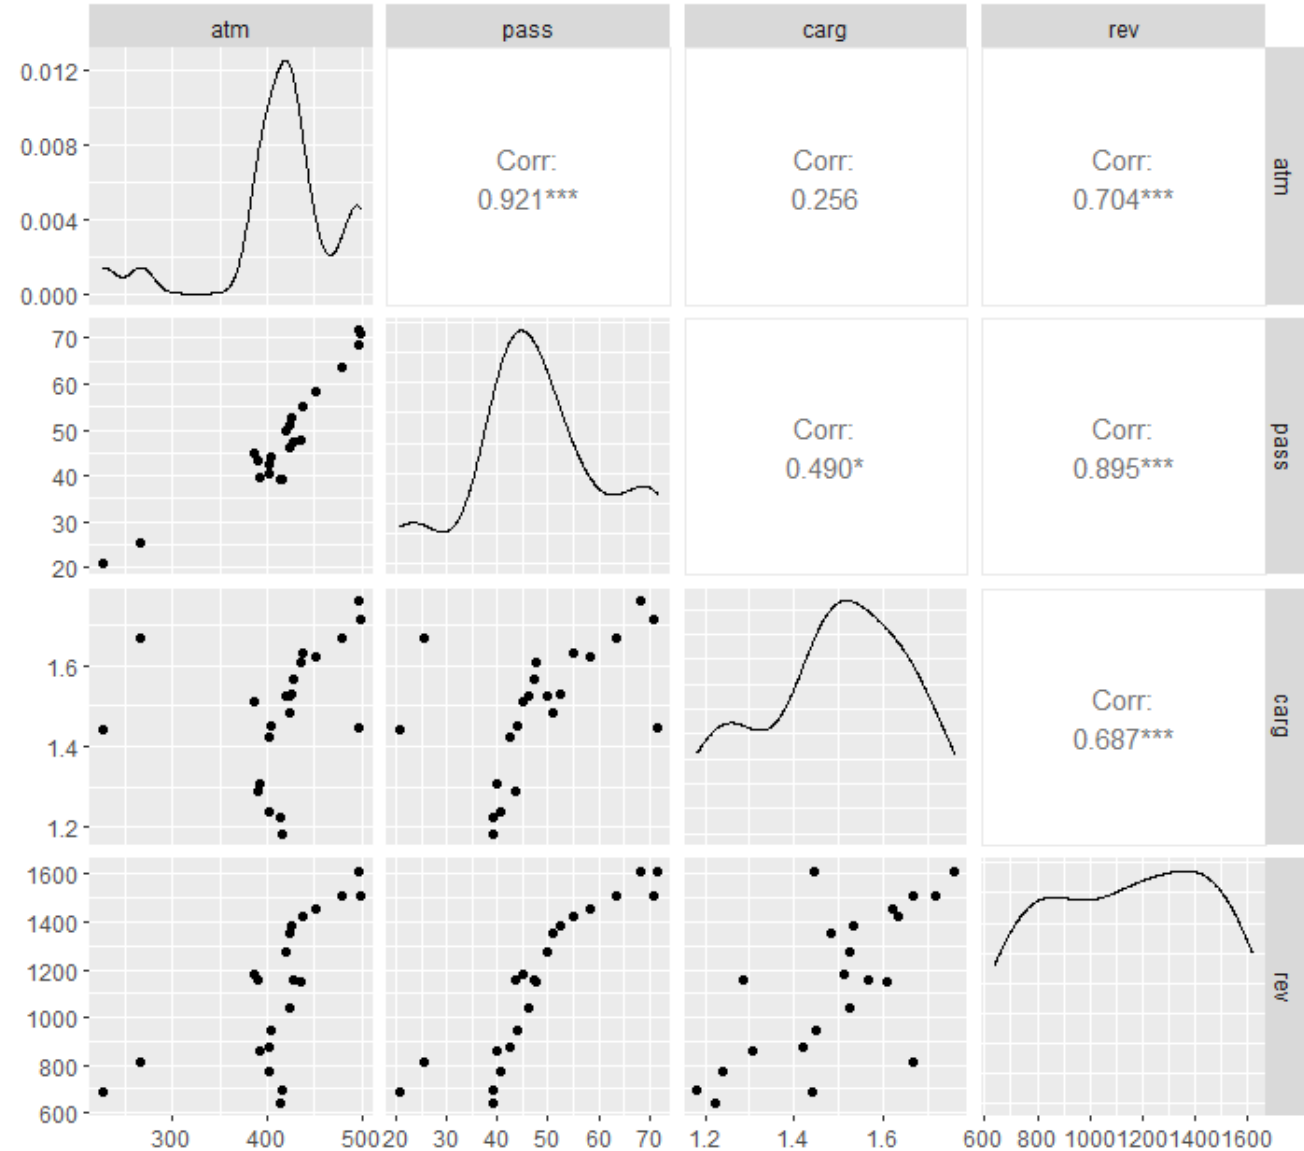 atm pass carg rev
0.012
0.008
0.004
0.000
Corr:
0.921***
Corr:
0.256
Corr:
0.704***
atm
70
60
50
40
30
20
Corr:
0.490*
Corr:
0.895***
pass
1.6
1.4
1.2
Corr:
0.687***
carg
1600
1400
1200
1000
800
600
rev
300 400 500 20 30 40 50 60 70 1.2 1.4 1.6 600 800 1000 1200 1400 1600